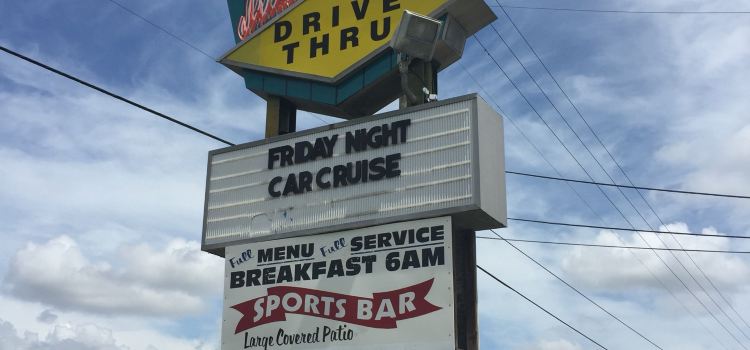 DRIVE
THRU
FRIDAY NIGHT
CAR CRUISE
Full MENU Full SERVICE
BREAKFAST 6AM
SPORTS BAR
Large Covered Patio